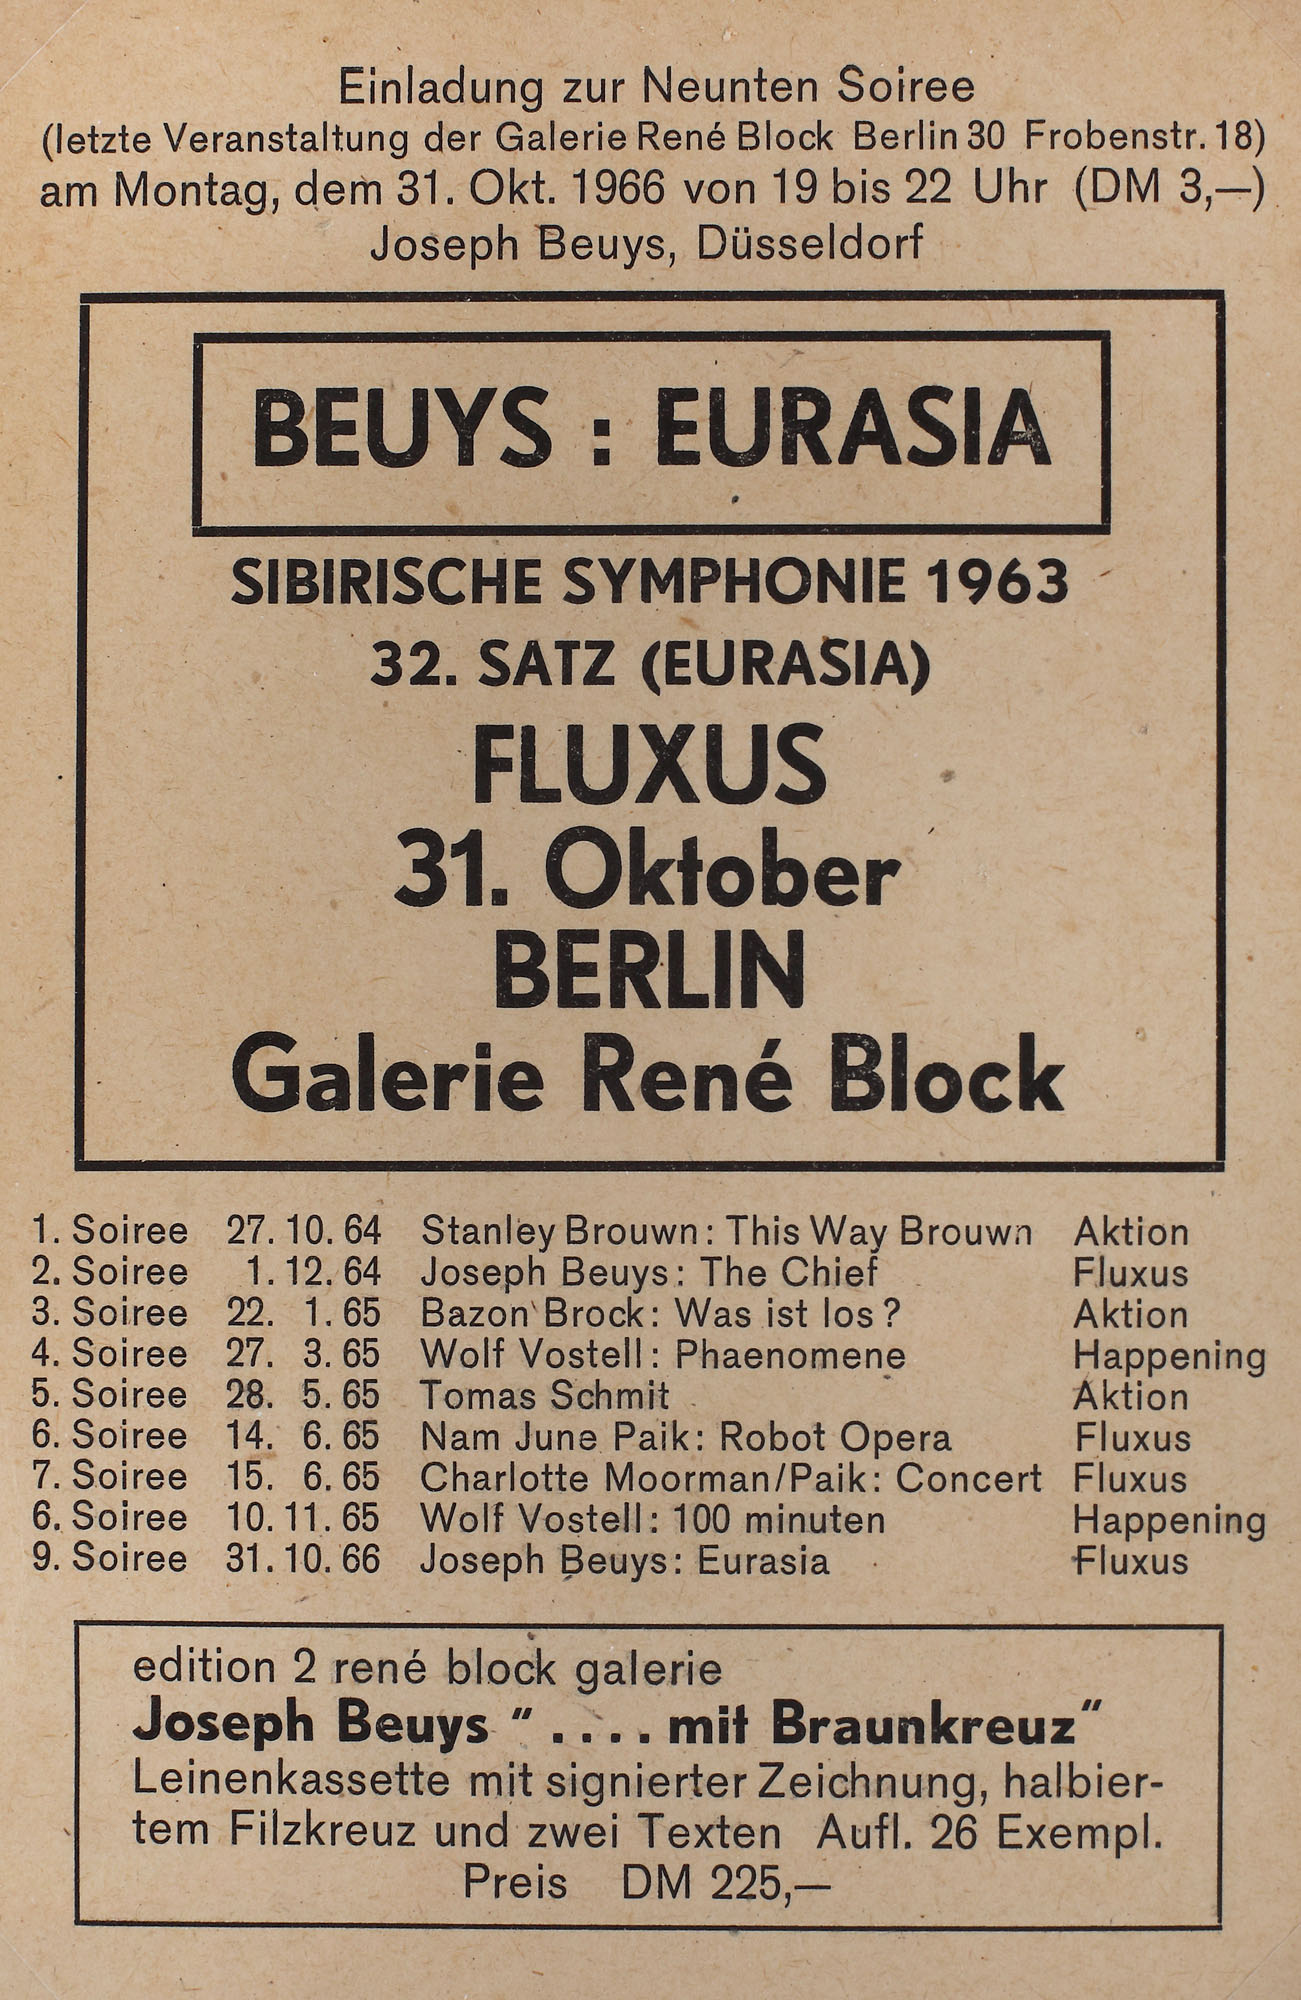 Einladung zur Neunten Soiree
(letzte Veranstaltung der Galerie René Block Berlin 30 Frobenstr. 18)
am Montag, dem 31. Okt. 1966 von 19 bis 22 Uhr (DM 3,—)
Joseph Beuys, Düsseldorf
BEUYS : EURASIA
SIBIRISCHE SYMPHONIE 1963
32. SATZ (EURASIA)
FLUXUS
31. Oktober
BERLIN
Galerie René Block
1. Soiree 27. 10. 64 Stanley Brouwn: This Way Brouwn Aktion
2. Soiree 1. 12. 64 Joseph Beuys: The Chief Fluxus
3. Soiree 22. 1. 65 Bazon Brock: Was ist los? Aktion
4. Soiree 27. 3. 65 Wolf Vostell: Phaenomene Happening
5. Soiree 28. 5. 65 Tomas Schmit Aktion
6. Soiree 14. 6. 65 Nam June Paik: Robot Opera Fluxus
7. Soiree 15. 6. 65 Charlotte Moorman/Paik: Concert Fluxus
6. Soiree 10. 11. 65 Wolf Vostell: 100 minuten Happening
9. Soiree 31. 10. 66 Joseph Beuys: Eurasia Fluxus
edition 2 rené block galerie
Joseph Beuys “ . . . . mit Braunkreuz“
Leinenkassette mit signierter Zeichnung, halbier-
tem Filzkreuz und zwei Texten Aufl. 26 Exempl.
Preis DM 225,—